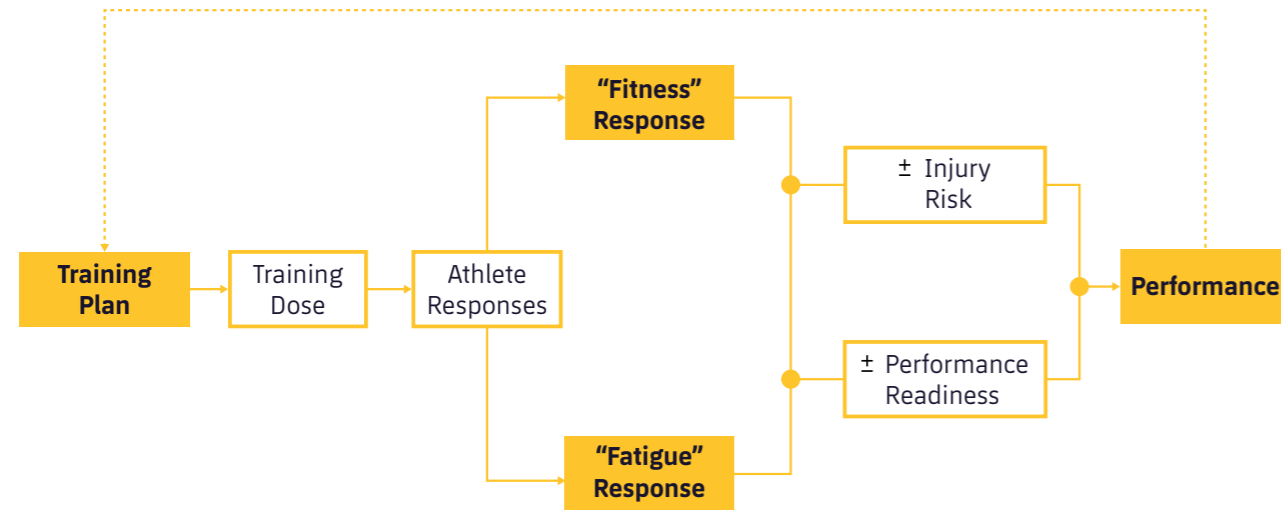 “Fitness”
Response
± Injury
Risk
Training
Plan
Training
Dose
Athlete
Responses
Performance
± Performance
Readiness
“Fatigue”
Response